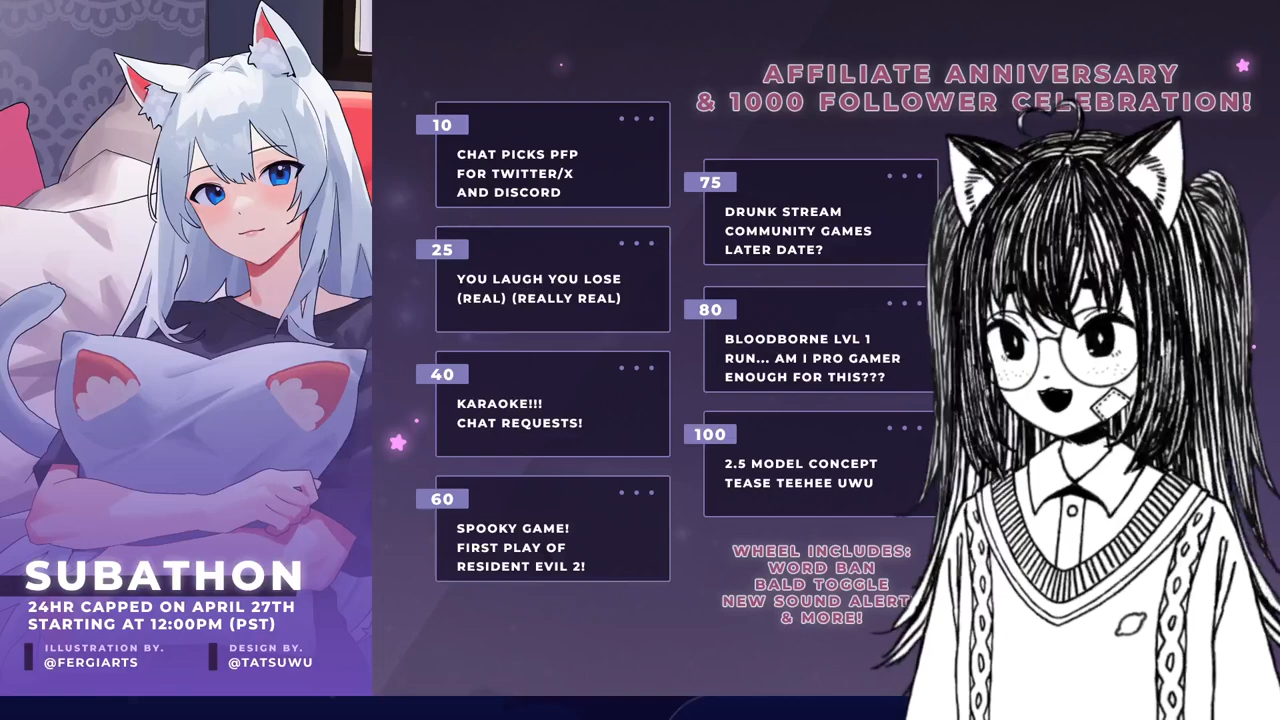 AFFILIATE ANNIVERSARY
& 1000 FOLLOWER CELEBRATION!
10
CHAT PICKS PFP
FOR TWITTER/X
AND DISCORD
25
YOU LAUGH YOU LOSE
(REAL) (REALLY REAL)
40
KARAOKE!!!
CHAT REQUESTS!
60
SPOOKY GAME!
FIRST PLAY OF
RESIDENT EVIL 2!
75
DRUNK STREAM
COMMUNITY GAMES
LATER DATE?
80
BLOODBORNE LVL 1
RUN... AM I PRO GAMER
ENOUGH FOR THIS???
100
2.5 MODEL CONCEPT
TEASE TEEHEE UWU
WHEEL INCLUDES:
WORD BAN
BALD TOGGLE
NEW SOUND ALERT
& MORE!
SUBATHON
24HR CAPPED ON APRIL 27TH
STARTING AT 12:00PM (PST)
ILLUSTRATION BY.
@FERGIARTS
DESIGN BY.
@TATSUWU